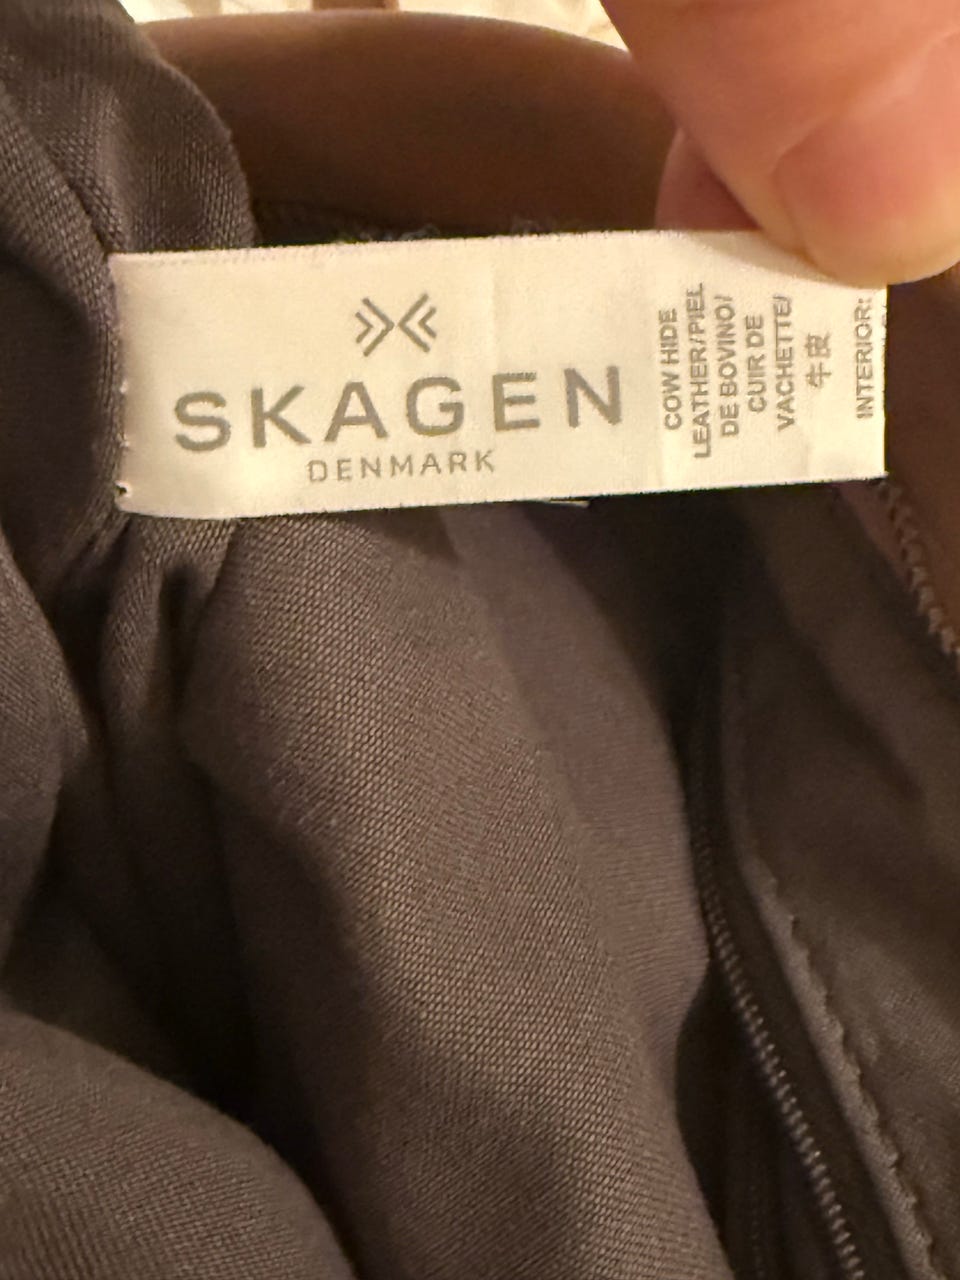 SKAGEN
DENMARK
COW HIDE
LEATHER/PIEL
DE BOVINO/
CUIR DE
VACHETTE/
牛皮
INTERIOR: